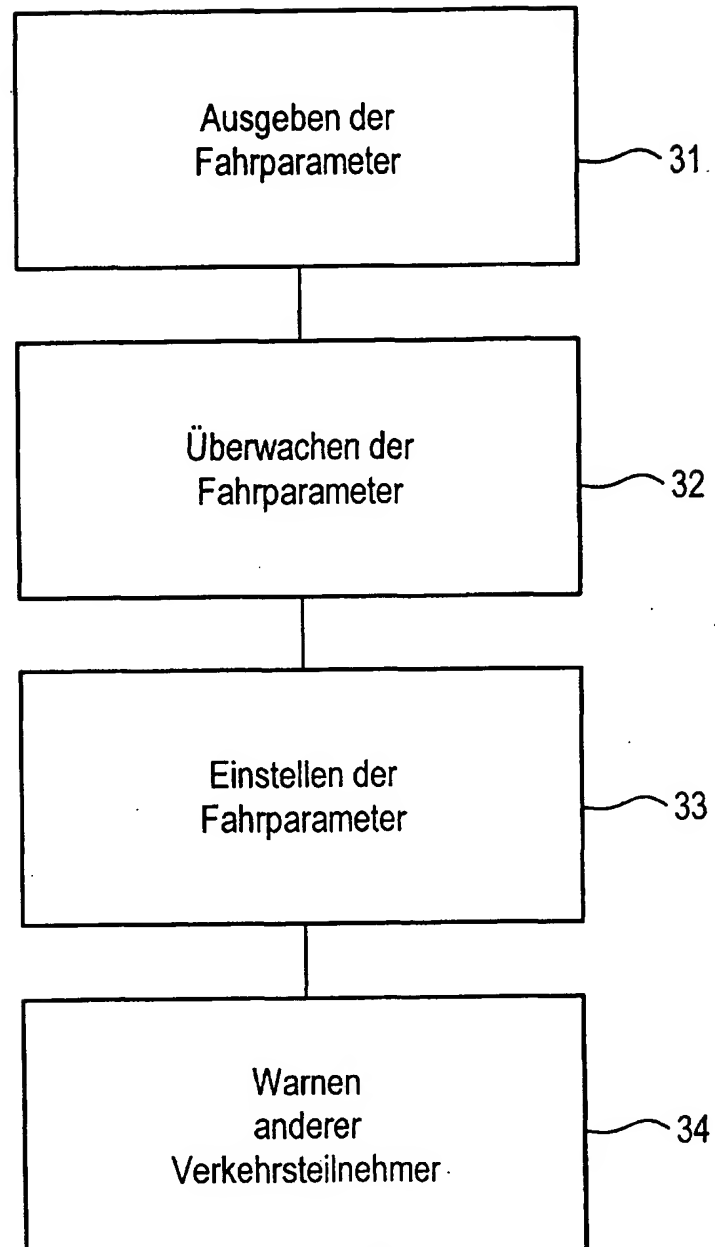 Ausgeben der
Fahrparameter
31
Überwachen der
Fahrparameter
32
Einstellen der
Fahrparameter
33
Warnen
anderer
Verkehrsteilnehmer
34